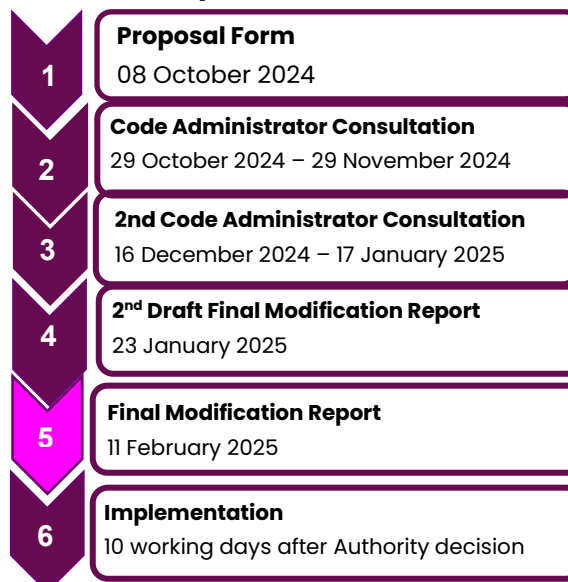 1
Proposal Form
08 October 2024
2
Code Administrator Consultation
29 October 2024 – 29 November 2024
3
2nd Code Administrator Consultation
16 December 2024 – 17 January 2025
4
2nd Draft Final Modification Report
23 January 2025
5
Final Modification Report
11 February 2025
6
Implementation
10 working days after Authority decision